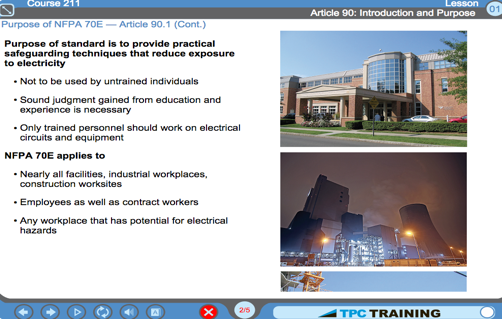 Course 211
Lesson
Article 90: Introduction and Purpose
01
Purpose of NFPA 70E — Article 90.1 (Cont.)
Purpose of standard is to provide practical
safeguarding techniques that reduce exposure
to electricity
• Not to be used by untrained individuals
• Sound judgment gained from education and
experience is necessary
• Only trained personnel should work on electrical
circuits and equipment
NFPA 70E applies to
• Nearly all facilities, industrial workplaces,
construction worksites
• Employees as well as contract workers
• Any workplace that has potential for electrical
hazards
A
2/5
TPC TRAINING